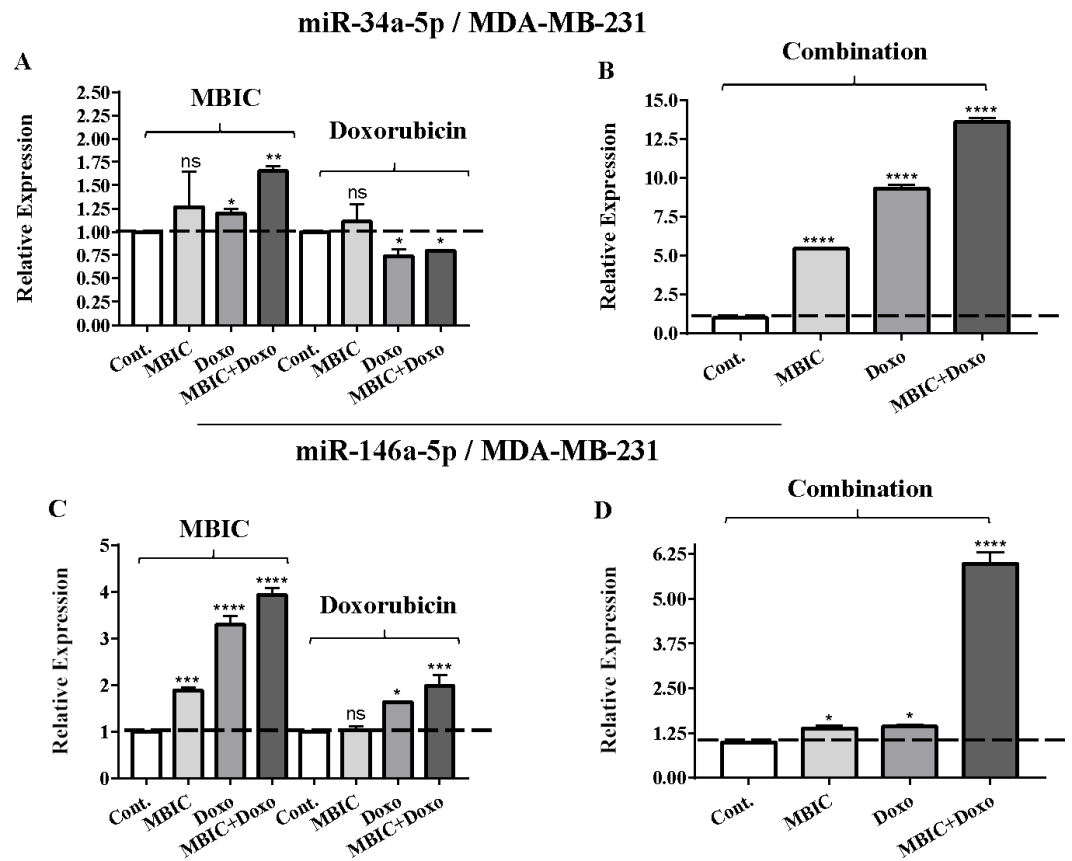 miR-34a-5p / MDA-MB-231
A
MBIC
Doxorubicin
Relative Expression
2.50
2.25
2.00
1.75
1.50
1.25
1.00
0.75
0.50
0.25
0.00
ns
*
**
ns
*
*
Cont.
MBIC
Doxo
MBIC+Doxo
Cont.
MBIC
Doxo
MBIC+Doxo
B
Combination
Relative Expression
15.0
12.5
10.0
7.5
5.0
2.5
0.0
****
****
****
Cont.
MBIC
Doxo
MBIC+Doxo
miR-146a-5p / MDA-MB-231
C
MBIC
Doxorubicin
Relative Expression
5
4
3
2
1
0
***
****
****
ns
*
***
Cont.
MBIC
Doxo
MBIC+Doxo
Cont.
MBIC
Doxo
MBIC+Doxo
D
Combination
Relative Expression
6.25
5.00
3.75
2.50
1.25
0.00
*
*
****
Cont.
MBIC
Doxo
MBIC+Doxo